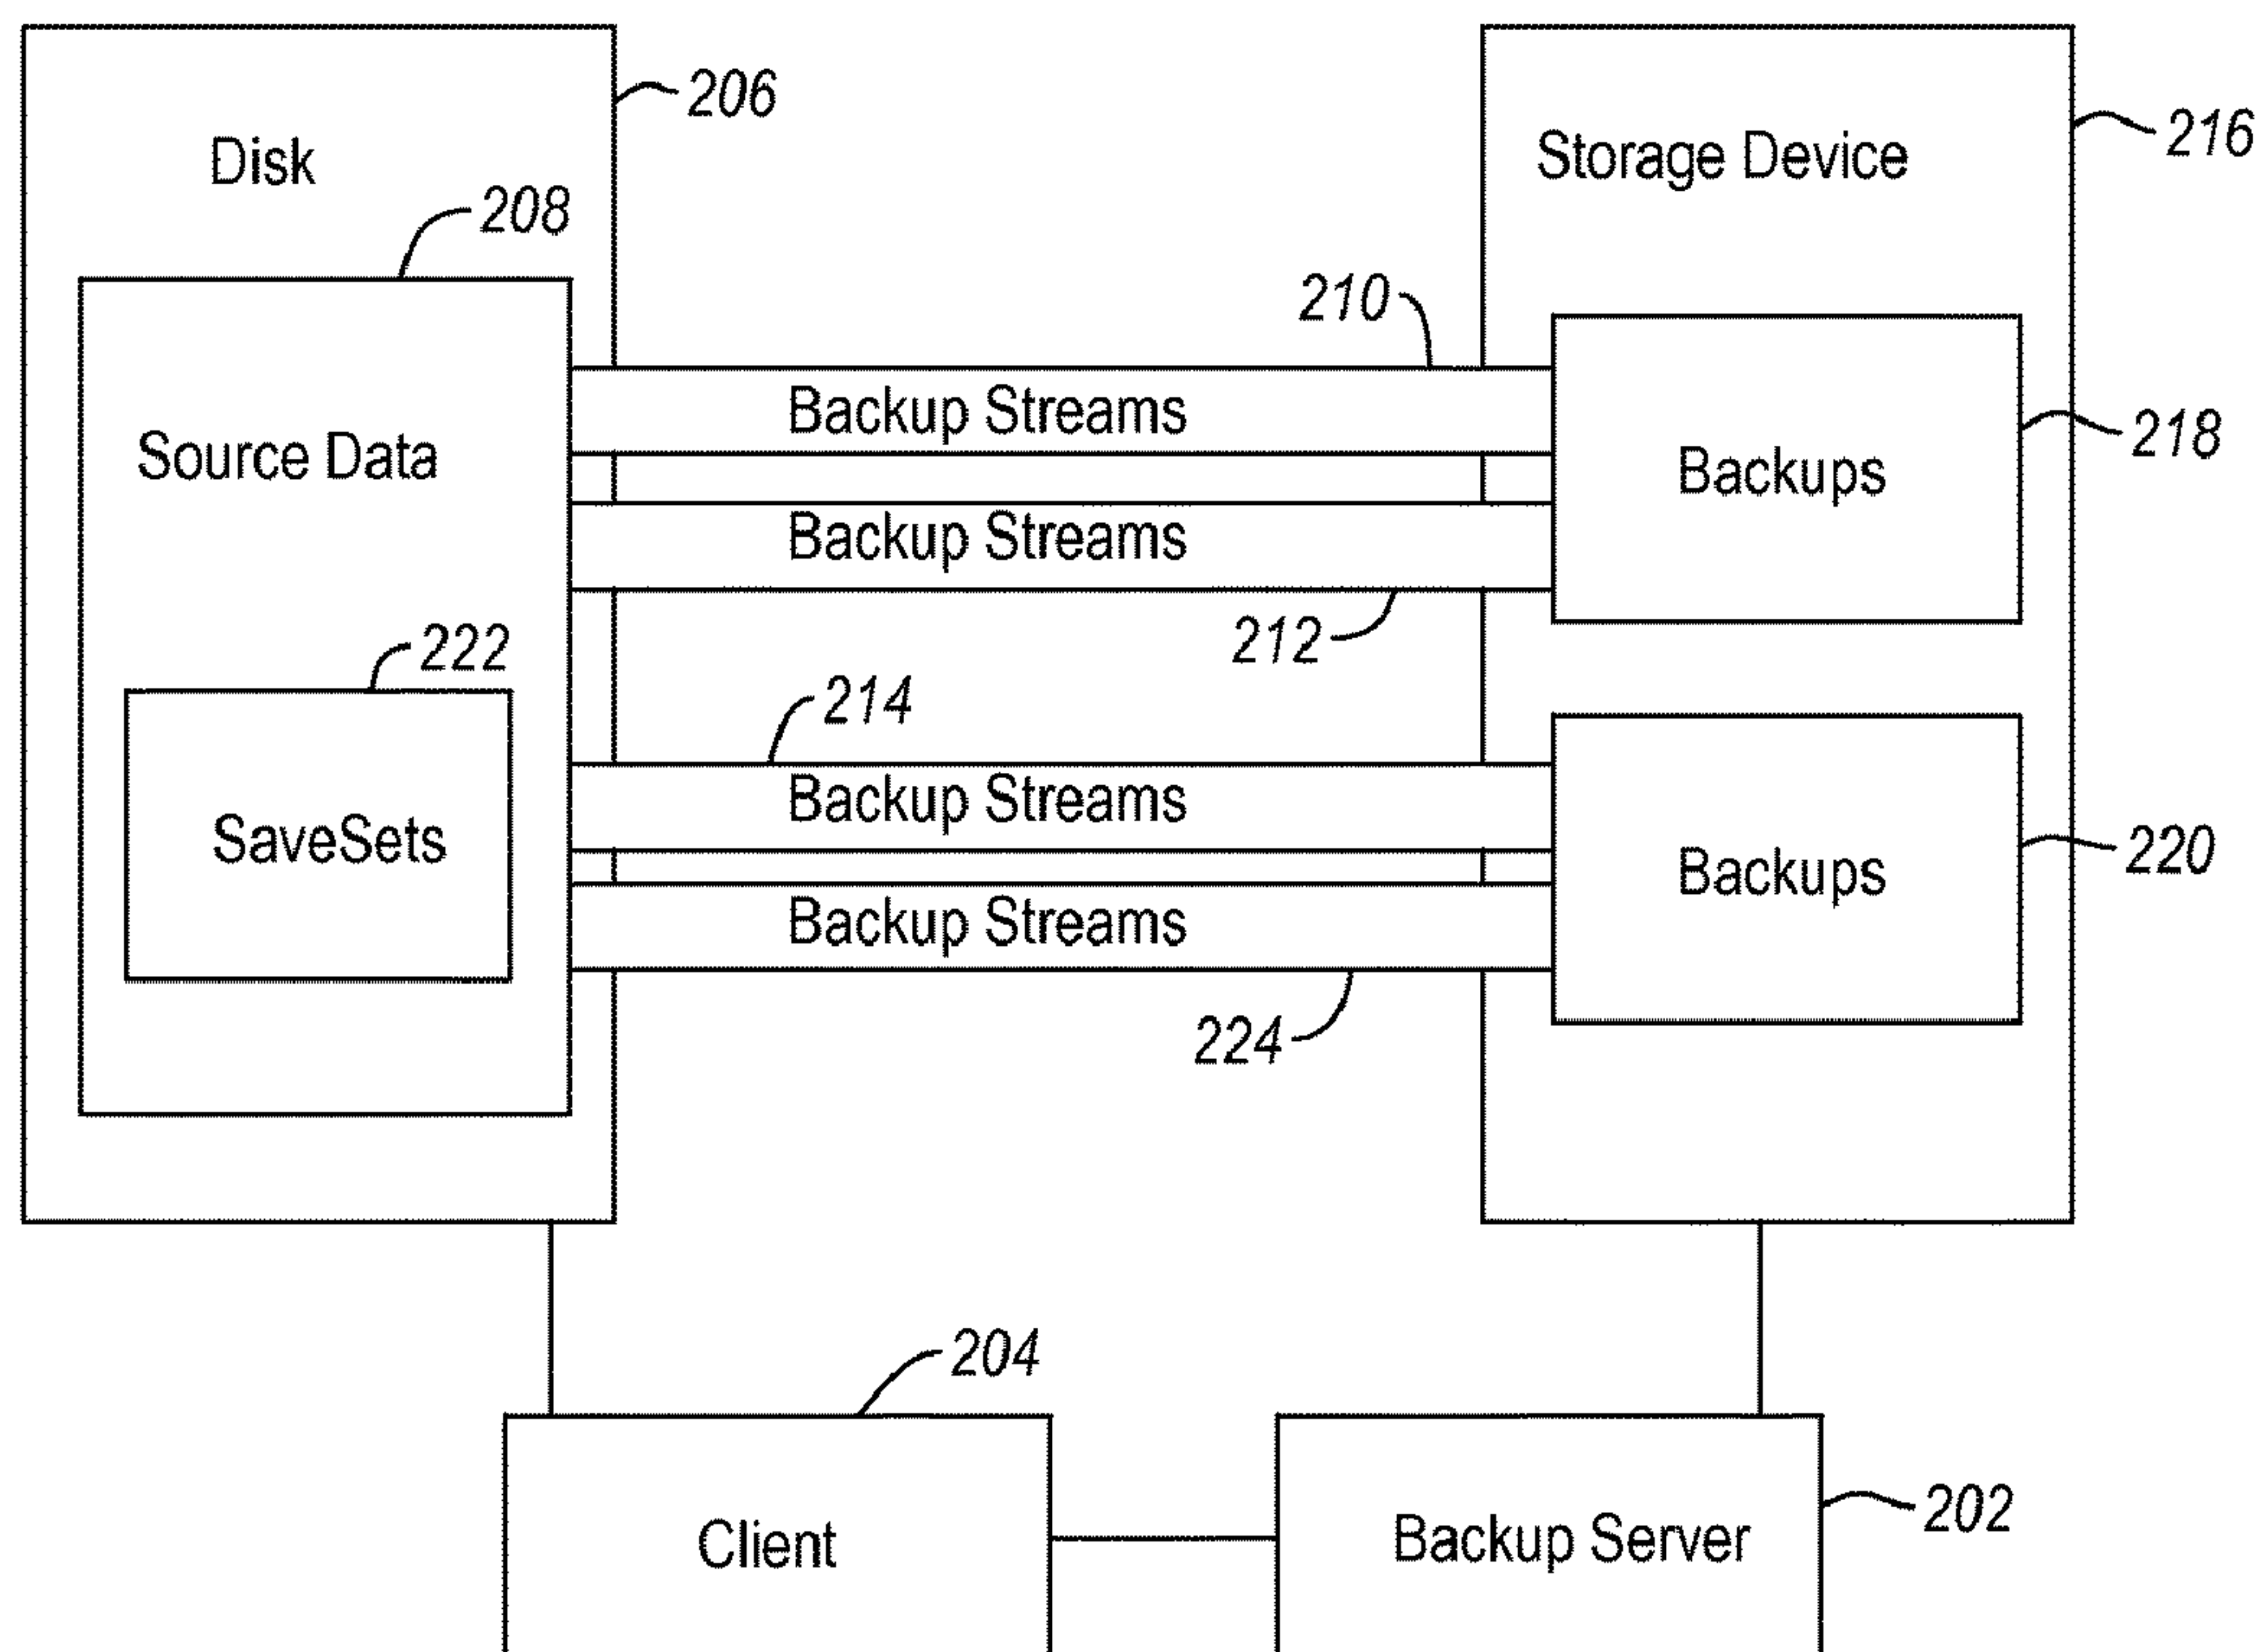 206
Disk
216
Storage Device
208
210
Backup Streams
218
Source Data
Backups
Backup Streams
212
222
214
Backup Streams
SaveSets
220
Backups
Backup Streams
224
204
202
Client
Backup Server